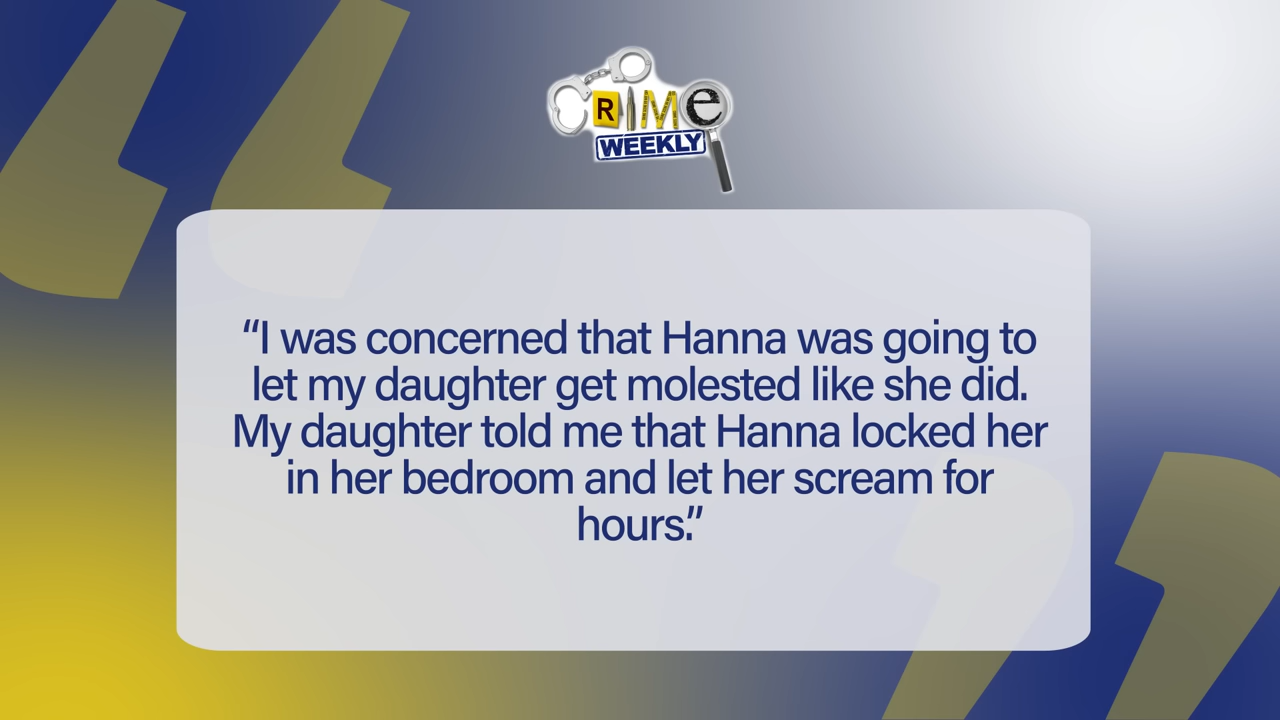 CRIMe
WEEKLY
“I was concerned that Hanna was going to
let my daughter get molested like she did.
My daughter told me that Hanna locked her
in her bedroom and let her scream for
hours.”